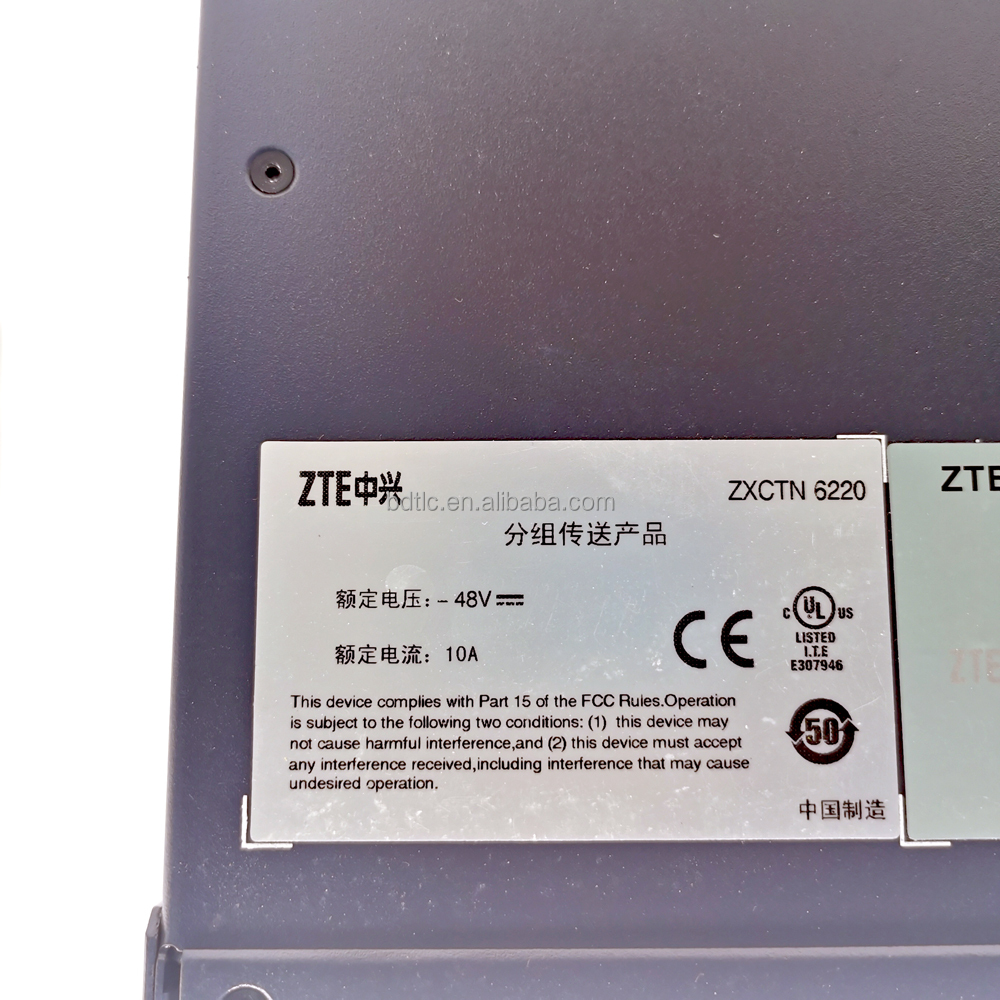 ZTE中兴
ZXCTN 6220
bdtlc.en.alibaba.com
分组传送产品
额定电压: - 48V
额定电流: 10A
CE
C UL US
LISTED
I.T.E
E307946
This device complies with Part 15 of the FCC Rules.Operation
is subject to the following two conditions: (1) this device may
not cause harmful interference,and (2) this device must accept
any interference received,including interference that may cause
undesired operation.
50
中国制造
ZTE
ZTE